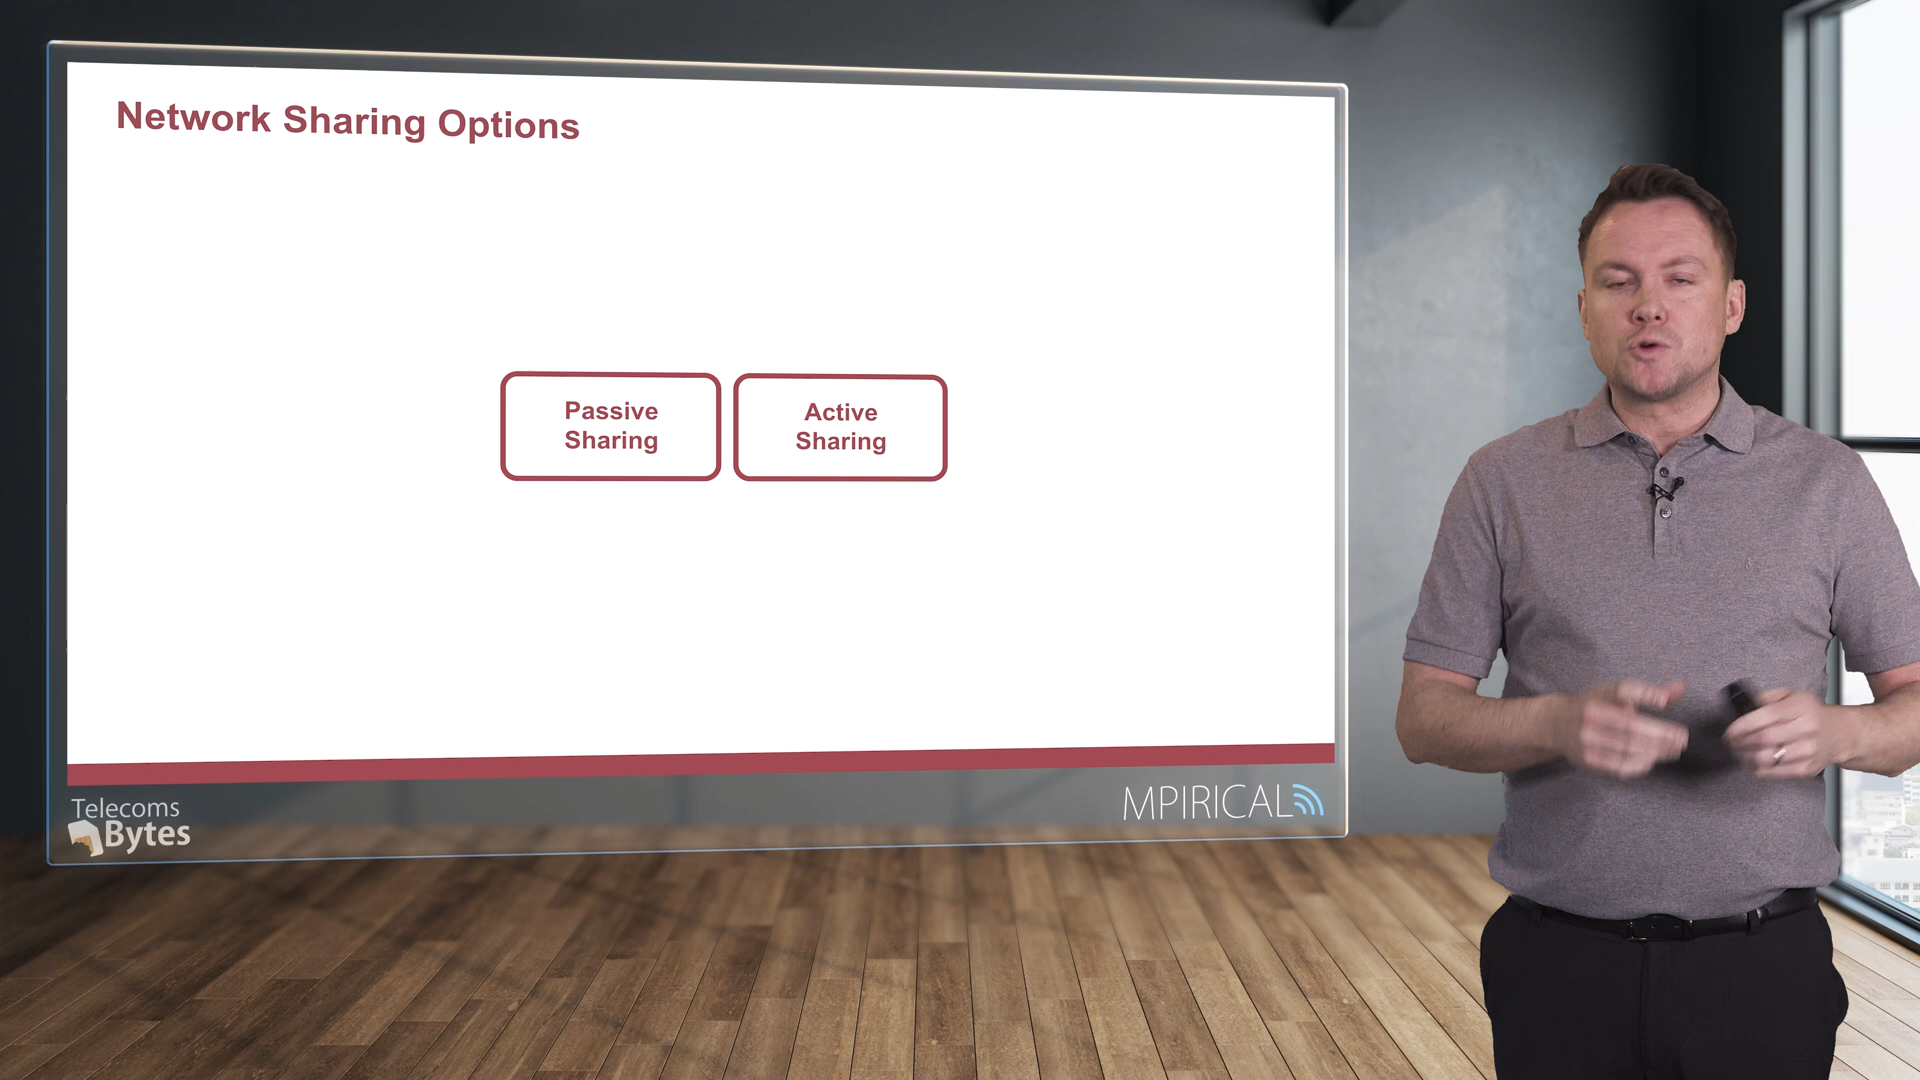 Network Sharing Options
Passive
Sharing
Active
Sharing
Telecoms
Bytes
MPIRICAL